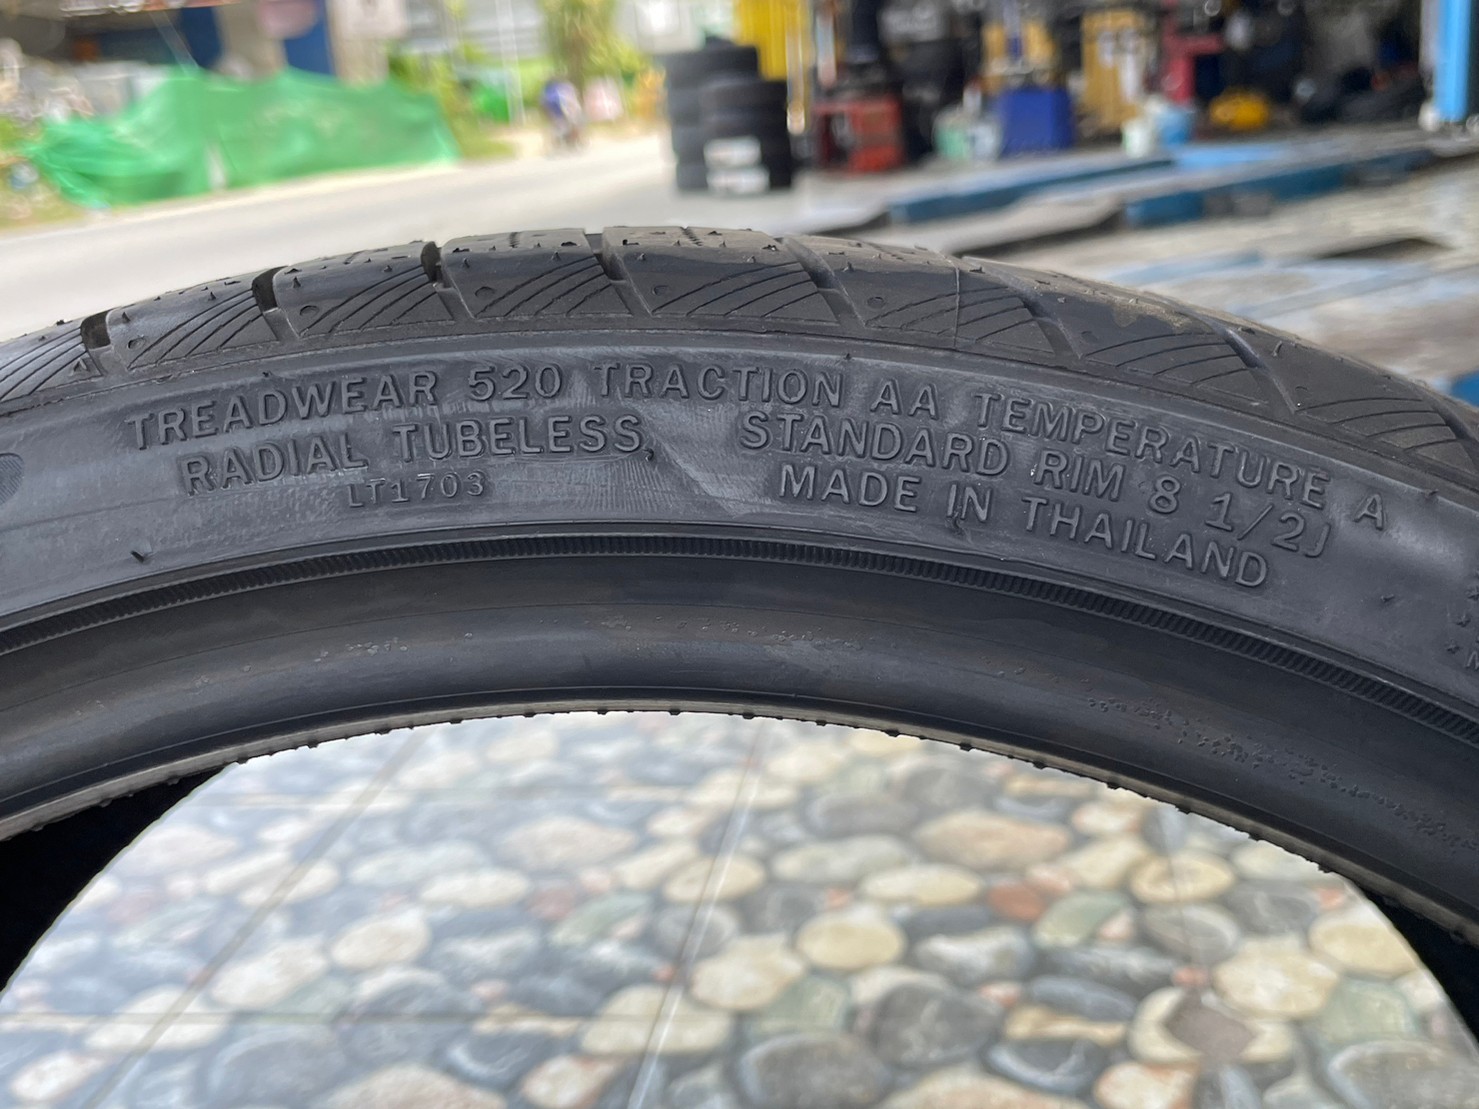 TREADWEAR 520 TRACTION AA TEMPERATURE A
RADIAL TUBELESS STANDARD RIM 8 1/2J
LT1703 MADE IN THAILAND